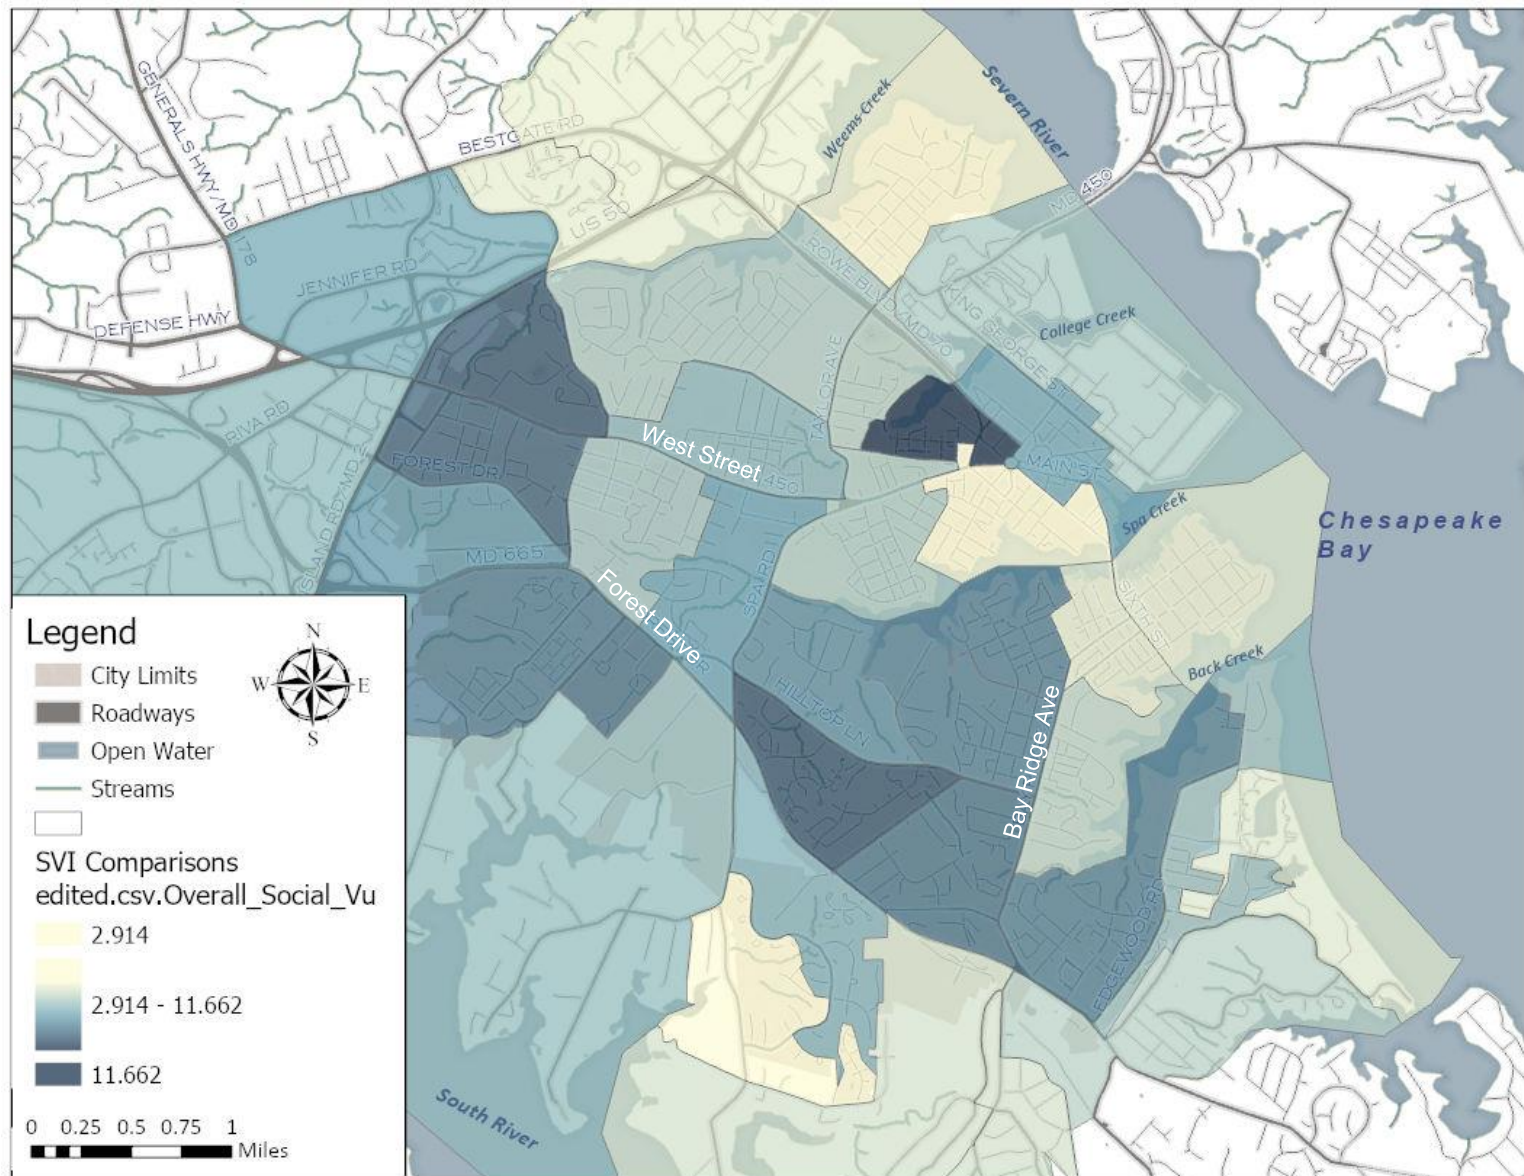 GENERALS HWY/MD 178
BESTGATE RD
Weems Creek
Severn River
MD 450
US 50
JENNIFER RD
DEFENSE HWY
ROWE BLVD/MD 70
KING GEORGE ST
College Creek
TAYLOR AVE
RIVA RD
West Street
450
FOREST DR
MAIN ST
Spa Creek
Chesapeake
Bay
MD 665
SPA RD
Forest Drive
SIXTH ST
Back Creek
HILLTOP LN
Bay Ridge Ave
EDGEWOOD RD
South River
Legend
N
W
E
S
City Limits
Roadways
Open Water
Streams
SVI Comparisons
edited.csv.Overall_Social_Vu
2.914
2.914 - 11.662
11.662
0 0.25 0.5 0.75 1
Miles